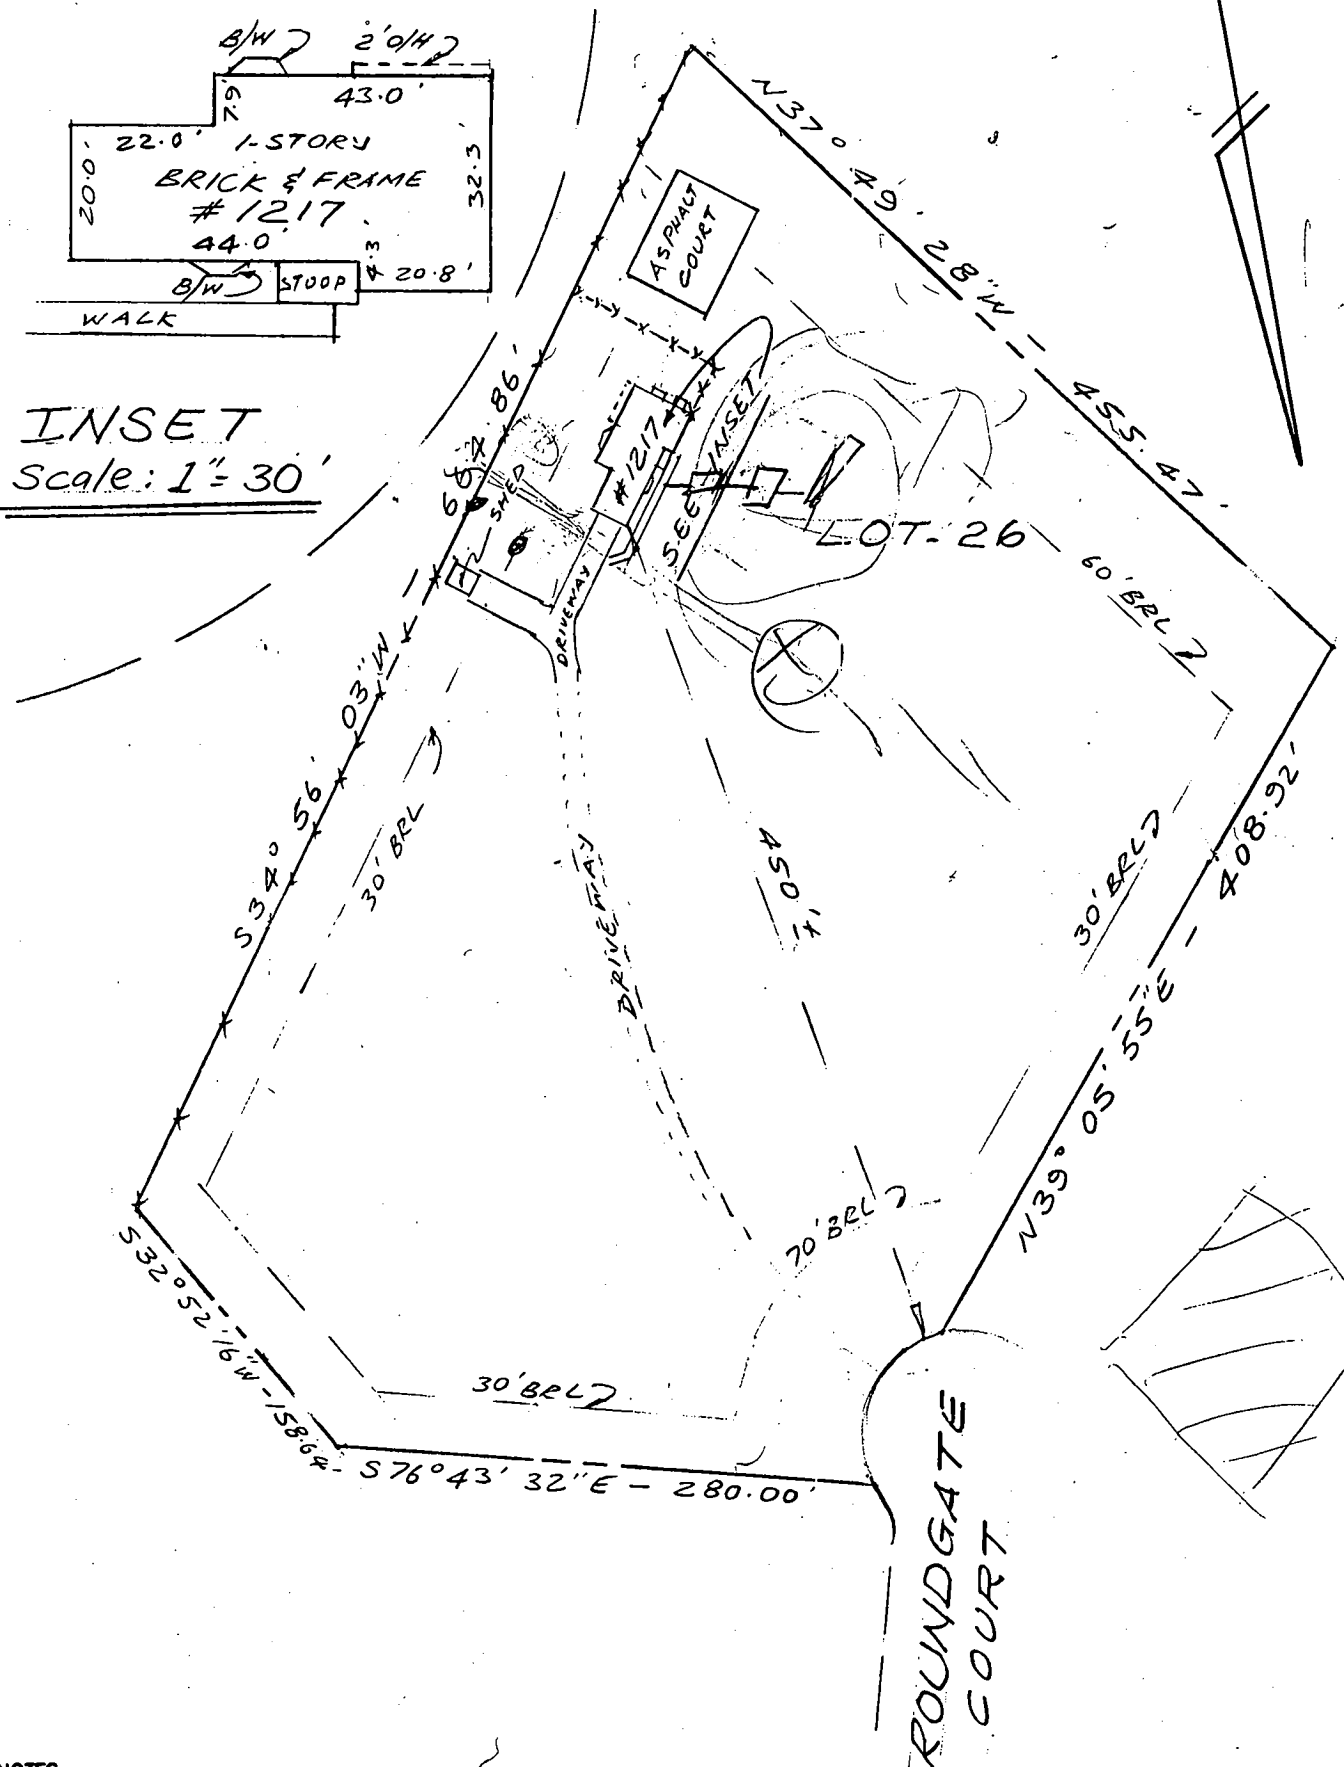 B/W
2' O/H
7.9'
43.0'
22.0'
1-STORY
20.0'
BRICK & FRAME
32.3'
# 1217
44.0'
4.3'
20.8'
B/W
STOOP
WALK
INSET
Scale: 1" = 30'
N37° 49' 28"W - 455.47'
ASPHALT
COURT
S34° 56' 03"W
684.86'
SHED
# 1217
SEE INSET
LOT-26
DRIVEWAY
60' BRL
30' BRL
DRIVEWAY
450' ±
30' BRL
N39° 05' 55"E - 408.92'
70' BRL
S32° 52' 16"W - 158.64
30' BRL
S76° 43' 32"E - 280.00'
ROUNDGATE
COURT